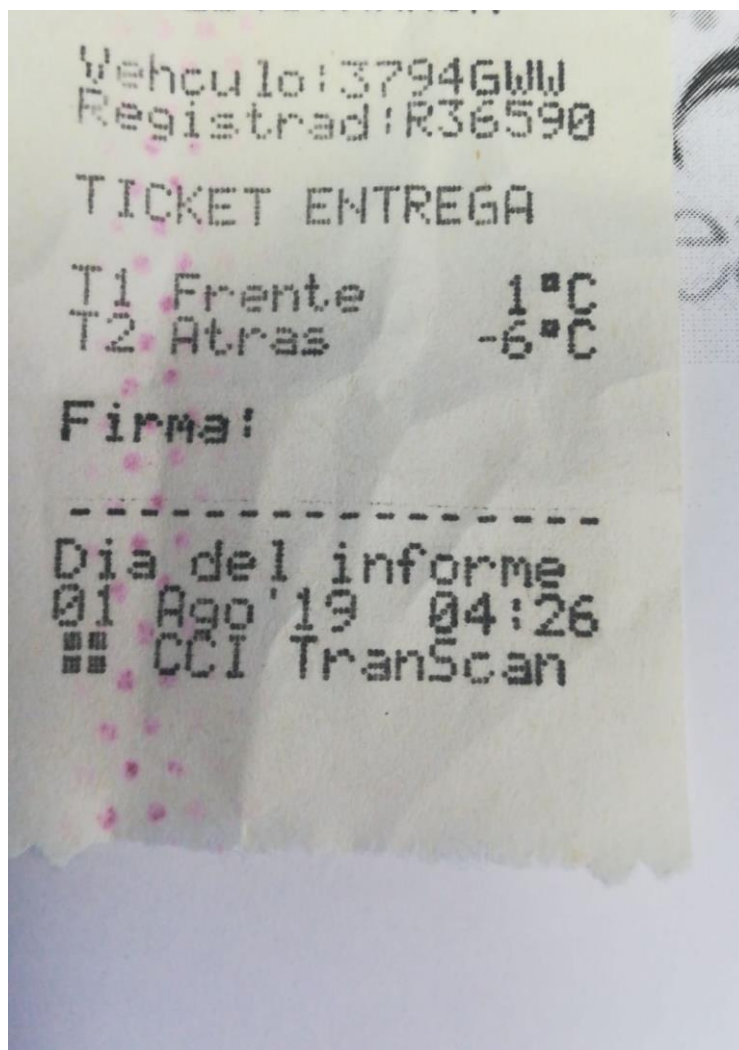 Vehculo:3794GWW
Registrad:R36590
TICKET ENTREGA
T1 Frente 1°C
T2 Atras -6°C
Firma:
----------------
Dia del informe
01 Ago'19 04:26
CCI TranScan